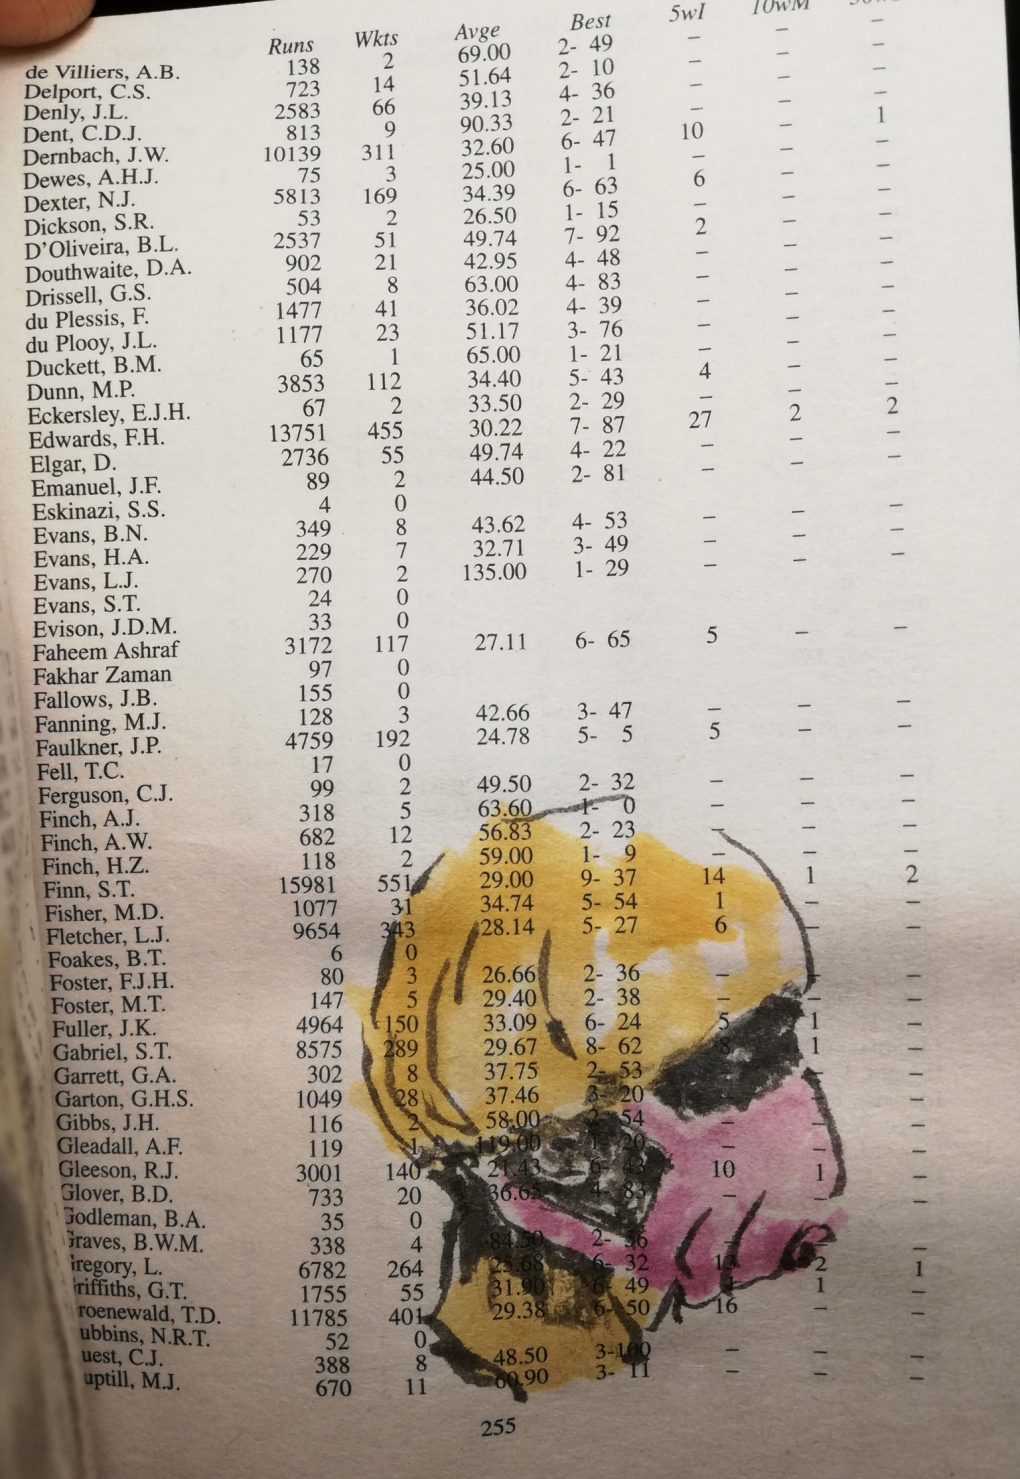 Runs Wkts Avge Best 5wI 10wM
de Villiers, A.B. 138 2 69.00 2- 49 – – –
Delport, C.S. 723 14 51.64 2- 10 – – –
Denly, J.L. 2583 66 39.13 4- 36 – – –
Dent, C.D.J. 813 9 90.33 2- 21 – – –
Dernbach, J.W. 10139 311 32.60 6- 47 10 – 1
Dewes, A.H.J. 75 3 25.00 1- 1 – – –
Dexter, N.J. 5813 169 34.39 6- 63 6 – –
Dickson, S.R. 53 2 26.50 1- 15 – – –
D'Oliveira, B.L. 2537 51 49.74 7- 92 2 – –
Douthwaite, D.A. 902 21 42.95 4- 48 – – –
Drissell, G.S. 504 8 63.00 4- 83 – – –
du Plessis, F. 1477 41 36.02 4- 39 – – –
du Plooy, J.L. 1177 23 51.17 3- 76 – – –
Duckett, B.M. 65 1 65.00 1- 21 – – –
Dunn, M.P. 3853 112 34.40 5- 43 4 – –
Eckersley, E.J.H. 67 2 33.50 2- 29 – – –
Edwards, F.H. 13751 455 30.22 7- 87 27 2 2
Elgar, D. 2736 55 49.74 4- 22 – – –
Emanuel, J.F. 89 2 44.50 2- 81 – – –
Eskinazi, S.S. 4 0
Evans, B.N. 349 8 43.62 4- 53 – – –
Evans, H.A. 229 7 32.71 3- 49 – – –
Evans, L.J. 270 2 135.00 1- 29 – – –
Evans, S.T. 24 0
Evison, J.D.M. 33 0
Faheem Ashraf 3172 117 27.11 6- 65 5 – –
Fakhar Zaman 97 0
Fallows, J.B. 155 0
Fanning, M.J. 128 3 42.66 3- 47 – – –
Faulkner, J.P. 4759 192 24.78 5- 5 5 – –
Fell, T.C. 17 0
Ferguson, C.J. 99 2 49.50 2- 32 – – –
Finch, A.J. 318 5 63.60 1- 0 – – –
Finch, A.W. 682 12 56.83 2- 23 – – –
Finch, H.Z. 118 2 59.00 1- 9 – – –
Finn, S.T. 15981 551 29.00 9- 37 14 1 2
Fisher, M.D. 1077 31 34.74 5- 54 1 – –
Fletcher, L.J. 9654 343 28.14 5- 27 6 – –
Foakes, B.T. 6 0
Foster, F.J.H. 80 3 26.66 2- 36 – – –
Foster, M.T. 147 5 29.40 2- 38 – – –
Fuller, J.K. 4964 150 33.09 6- 24 5 1 –
Gabriel, S.T. 8575 289 29.67 8- 62 8 1 –
Garrett, G.A. 302 8 37.75 2- 53 – –
Garton, G.H.S. 1049 28 37.46 3- 20 – –
Gibbs, J.H. 116 2 58.00 2- 54 – – –
Gleadall, A.F. 119 1 119.00 1- 20 – – –
Gleeson, R.J. 3001 140 21.43 6- 43 10 1 –
Glover, B.D. 733 20 36.65 4- 83 – – –
Godleman, B.A. 35 0
Graves, B.W.M. 338 4 84.50 2- 36 – –
regory, L. 6782 264 25.68 6- 32 13 2 1
riffiths, G.T. 1755 55 31.90 6- 49 1 1 –
roenewald, T.D. 11785 401 29.38 6- 50 16 – –
ubbins, N.R.T. 52 0
uest, C.J. 388 8 48.50 3-100 – – –
uptill, M.J. 670 11 60.90 3- 11 – – –
255